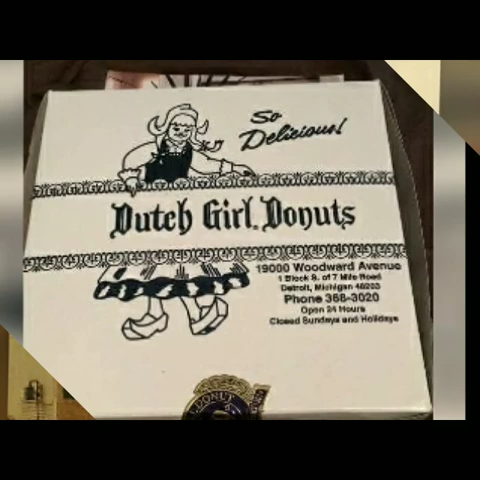 So
Delicious!
Dutch Girl Donuts
19000 Woodward Avenue
1 Block S. of 7 Mile Road
Detroit, Michigan 48203
Phone 368-3020
Open 24 Hours
Closed Sundays and Holidays
DONUT